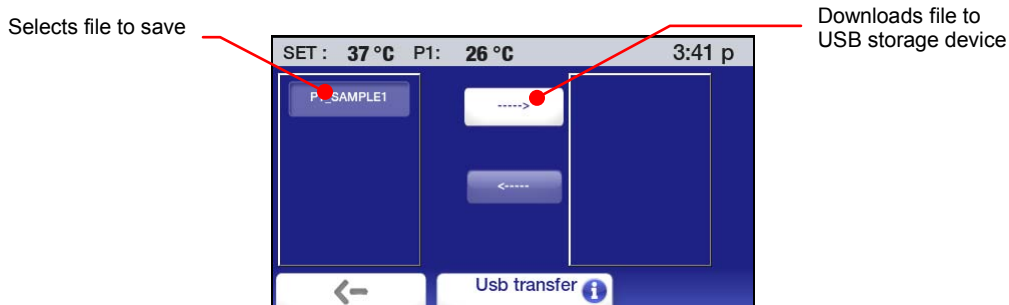 Selects file to save
Downloads file to
USB storage device
SET : 37 °C P1: 26 °C 3:41 p
P1_SAMPLE1
----->
<-----
Usb transfer